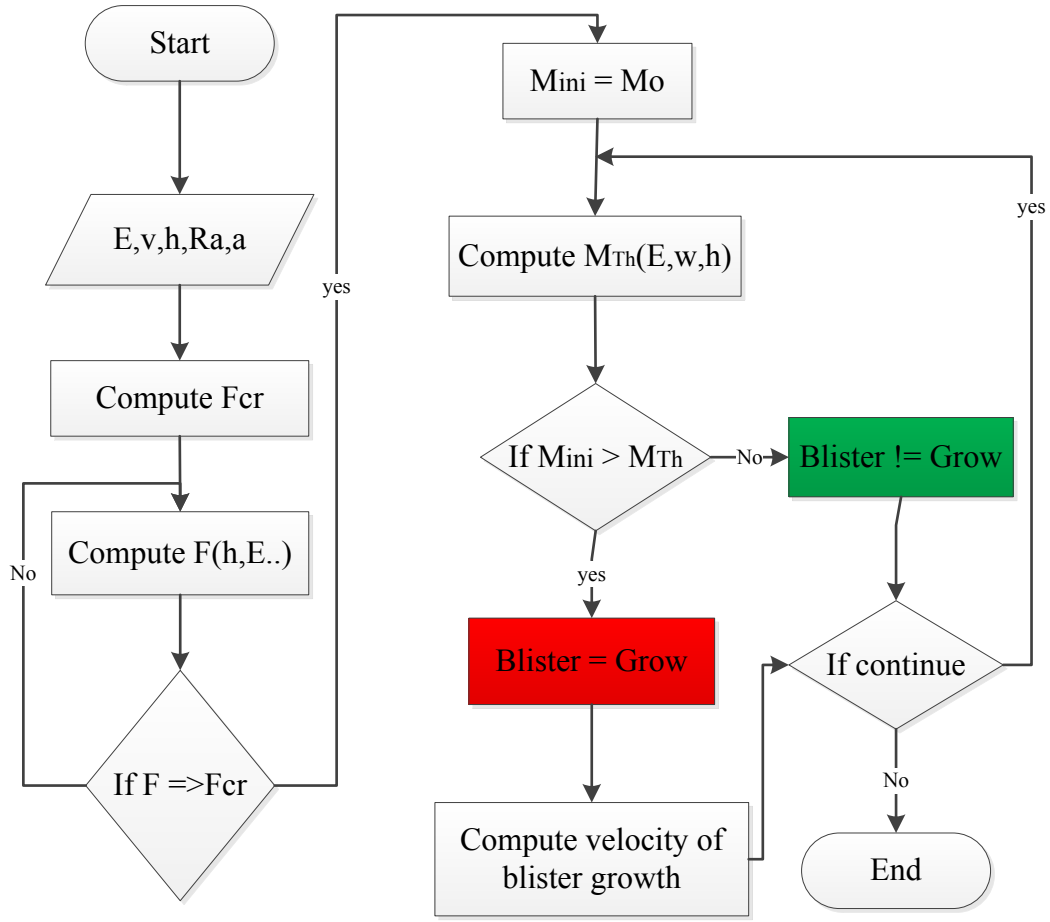 Start
E,v,h,Ra,a
Compute Fcr
Compute F(h,E..)
No
If F =>Fcr
yes
Mini = Mo
Compute MTh(E,w,h)
If Mini > MTh
No
Blister != Grow
yes
Blister = Grow
Compute velocity of
blister growth
If continue
yes
No
End